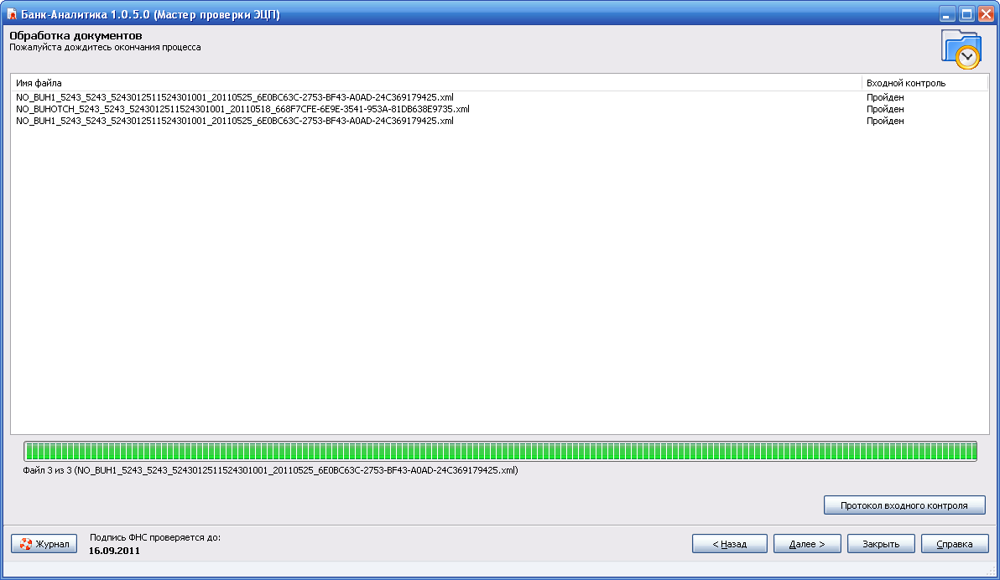 Банк-Аналитика 1.0.5.0 (Мастер проверки ЭЦП)
Обработка документов
Пожалуйста дождитесь окончания процесса
Имя файла Входной контроль
NO_BUH1_5243_5243_5243012511524301001_20110525_6E0BC63C-2753-BF43-A0AD-24C369179425.xml Пройден
NO_BUHOTCH_5243_5243_5243012511524301001_20110518_668F7CFE-6E9E-3541-953A-81DB638E9735.xml Пройден
NO_BUH1_5243_5243_5243012511524301001_20110525_6E0BC63C-2753-BF43-A0AD-24C369179425.xml Пройден
Файл 3 из 3 (NO_BUH1_5243_5243_5243012511524301001_20110525_6E0BC63C-2753-BF43-A0AD-24C369179425.xml)
Протокол входного контроля
Журнал
Подпись ФНС проверяется до:
16.09.2011
< Назад
Далее >
Закрыть
Справка